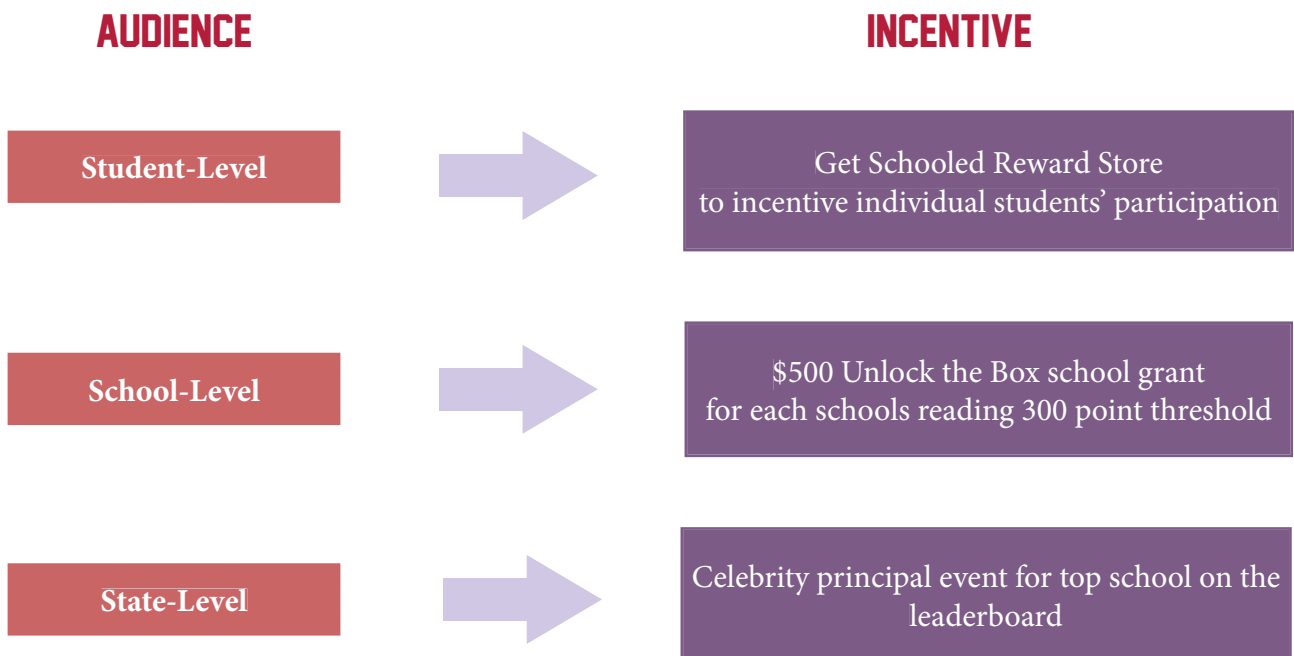 AUDIENCE
INCENTIVE
Student-Level
Get Schooled Reward Store
to incentive individual students’ participation
School-Level
$500 Unlock the Box school grant
for each schools reading 300 point threshold
State-Level
Celebrity principal event for top school on the
leaderboard